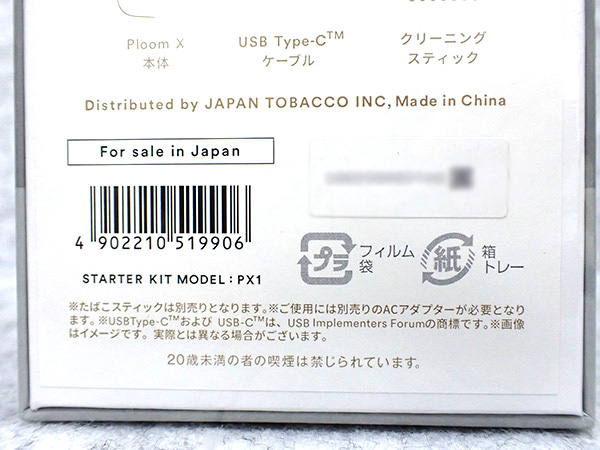 Ploom X
本体
USB Type-C™
ケーブル
クリーニング
スティック
Distributed by JAPAN TOBACCO INC, Made in China
For sale in Japan
4 902210 519906
STARTER KIT MODEL : PX1
プラ
フィルム
袋
紙
箱
トレー
※たばこスティックは別売りとなります。※ご使用には別売りのACアダプターが必要となり
ます。※USBType-C™および USB-C™は、USB Implementers Forumの商標です。※画像
はイメージです。実際とは異なる場合がございます。
20歳未満の者の喫煙は禁じられています。